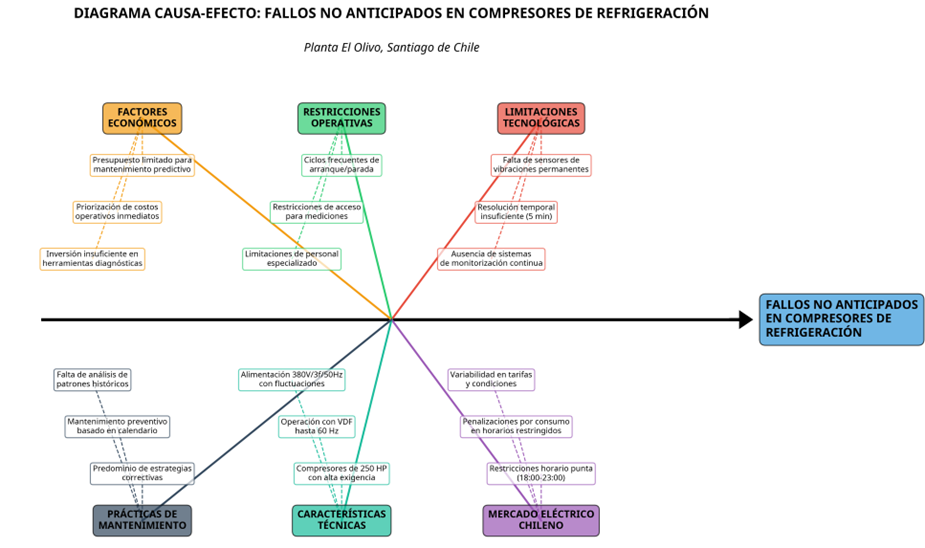 DIAGRAMA CAUSA-EFECTO: FALLOS NO ANTICIPADOS EN COMPRESORES DE REFRIGERACIÓN
Planta El Olivo, Santiago de Chile
FACTORES
ECONÓMICOS
Presupuesto limitado para
mantenimiento predictivo
Priorización de costos
operativos inmediatos
Inversión insuficiente en
herramientas diagnósticas
RESTRICCIONES
OPERATIVAS
Ciclos frecuentes de
arranque/parada
Restricciones de acceso
para mediciones
Limitaciones de personal
especializado
LIMITACIONES
TECNOLÓGICAS
Falta de sensores de
vibraciones permanentes
Resolución temporal
insuficiente (5 min)
Ausencia de sistemas
de monitorización continua
FALLOS NO ANTICIPADOS
EN COMPRESORES DE
REFRIGERACIÓN
Falta de análisis de
patrones históricos
Mantenimiento preventivo
basado en calendario
Predominio de estrategias
correctivas
PRÁCTICAS DE
MANTENIMIENTO
Alimentación 380V/3f/50Hz
con fluctuaciones
Operación con VDF
hasta 60 Hz
Compresores de 250 HP
con alta exigencia
CARACTERÍSTICAS
TÉCNICAS
Variabilidad en tarifas
y condiciones
Penalizaciones por consumo
en horarios restringidos
Restricciones horario punta
(18:00-23:00)
MERCADO ELÉCTRICO
CHILENO